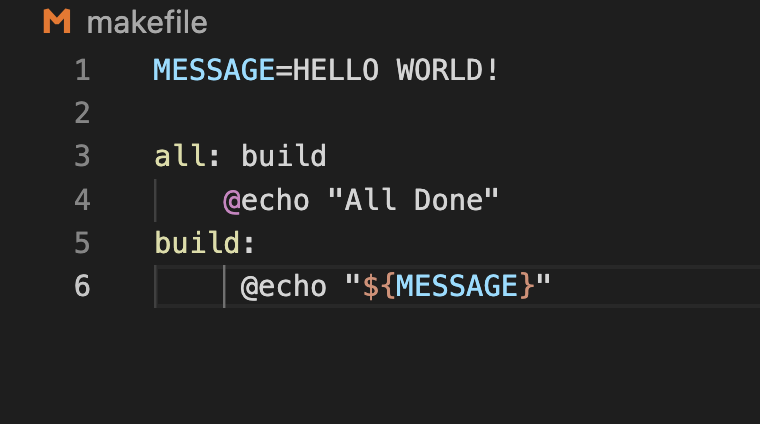 M makefile
1 MESSAGE=HELLO WORLD!
2
3 all: build
4     @echo "All Done"
5 build:
6      @echo "${MESSAGE}"